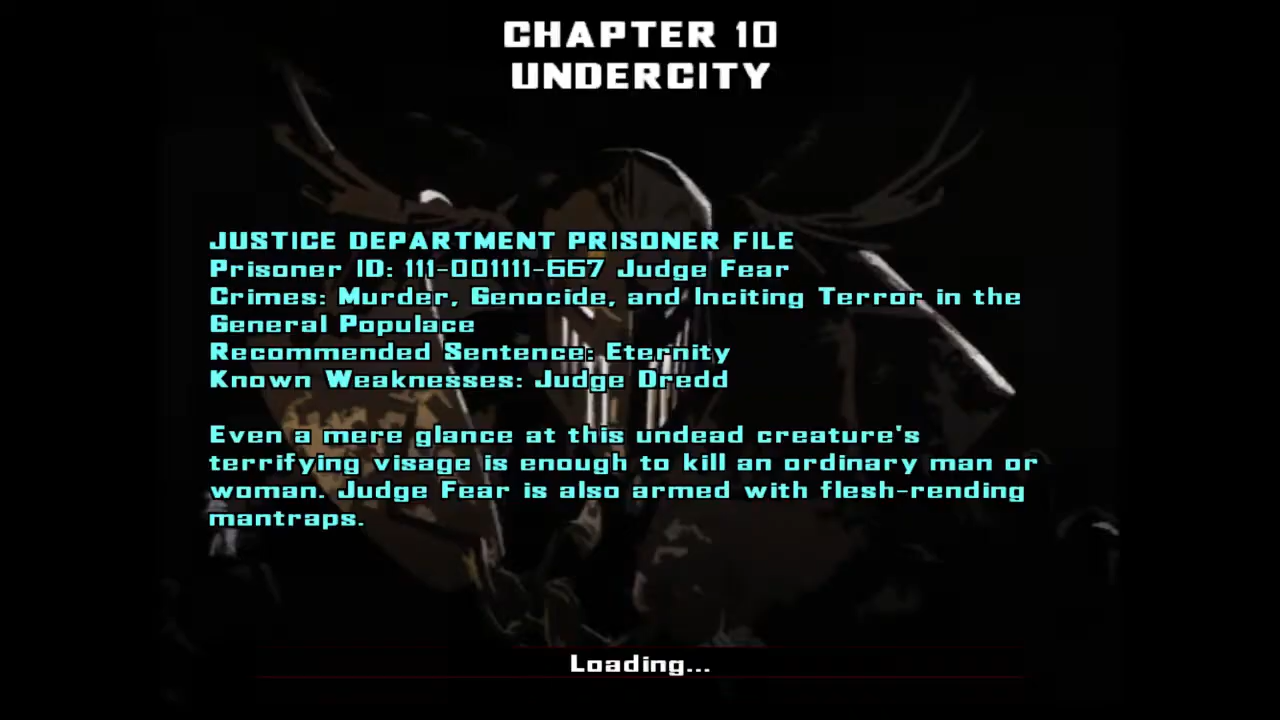 CHAPTER 10
UNDERCITY
JUSTICE DEPARTMENT PRISONER FILE
Prisoner ID: 111-001111-667 Judge Fear
Crimes: Murder, Genocide, and Inciting Terror in the
General Populace
Recommended Sentence: Eternity
Known Weaknesses: Judge Dredd
Even a mere glance at this undead creature's
terrifying visage is enough to kill an ordinary man or
woman. Judge Fear is also armed with flesh-rending
mantraps.
Loading...